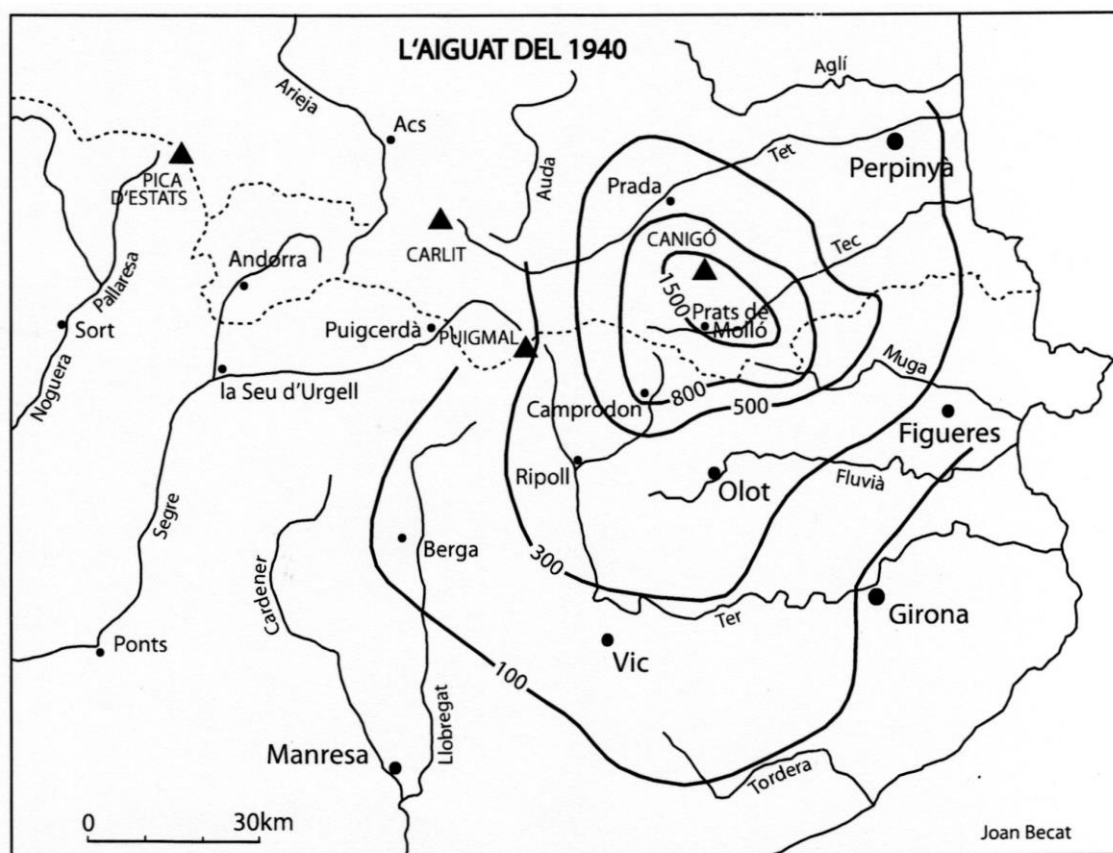 L'AIGUAT DEL 1940
Aglí
Arieja
Acs
Tet
Perpinyà
Auda
PICA
D'ESTATS
Prada
CARLIT
CANIGÓ
Tec
Andorra
1500
Pallaresa
Noguera
Sort
Puigcerdà
PUIGMAL
Prats de
Molló
la Seu d'Urgell
Muga
Camprodon
800
500
Figueres
Ripoll
Olot
Fluvià
Segre
Berga
300
Cardener
Ter
Girona
Ponts
Vic
100
Llobregat
Manresa
Tordera
0 30km
Joan Becat